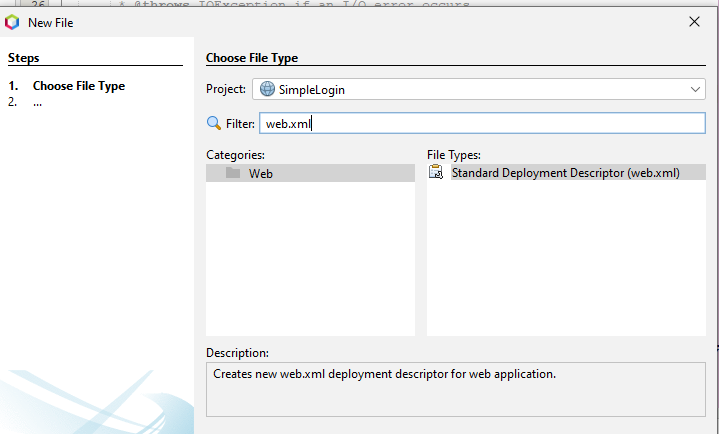 26 * @throws IOException if an I/O error occurs
New File
Steps
1. Choose File Type
2. ...
Choose File Type
Project: SimpleLogin
Filter: web.xml
Categories:
Web
File Types:
Standard Deployment Descriptor (web.xml)
Description:
Creates new web.xml deployment descriptor for web application.